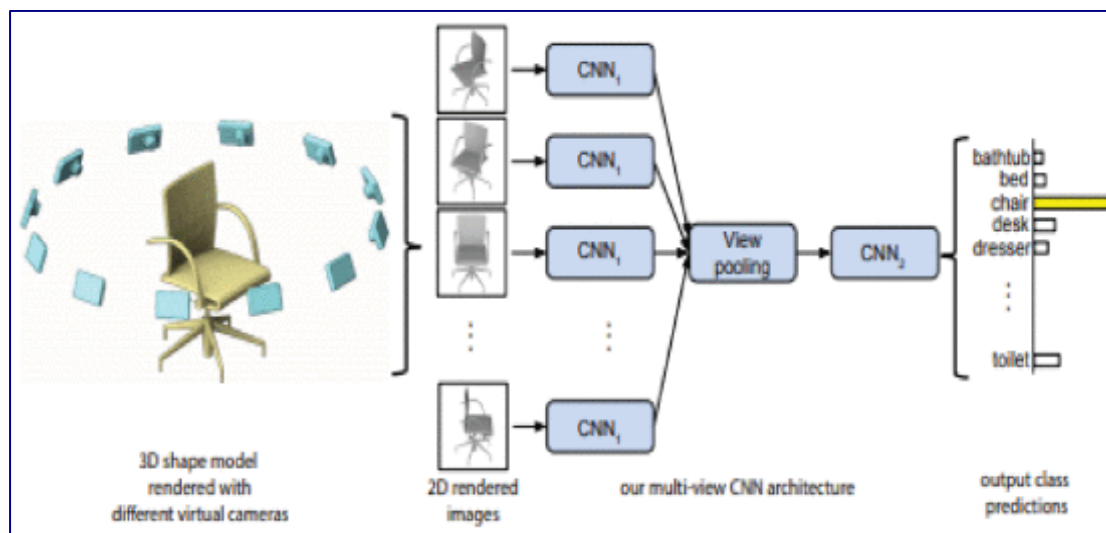 CNN₁
CNN₁
CNN₁
CNN₁
View
pooling
CNN₂
bathtub
bed
chair
desk
dresser
toilet
3D shape model
rendered with
different virtual cameras
2D rendered
images
our multi-view CNN architecture
output class
predictions